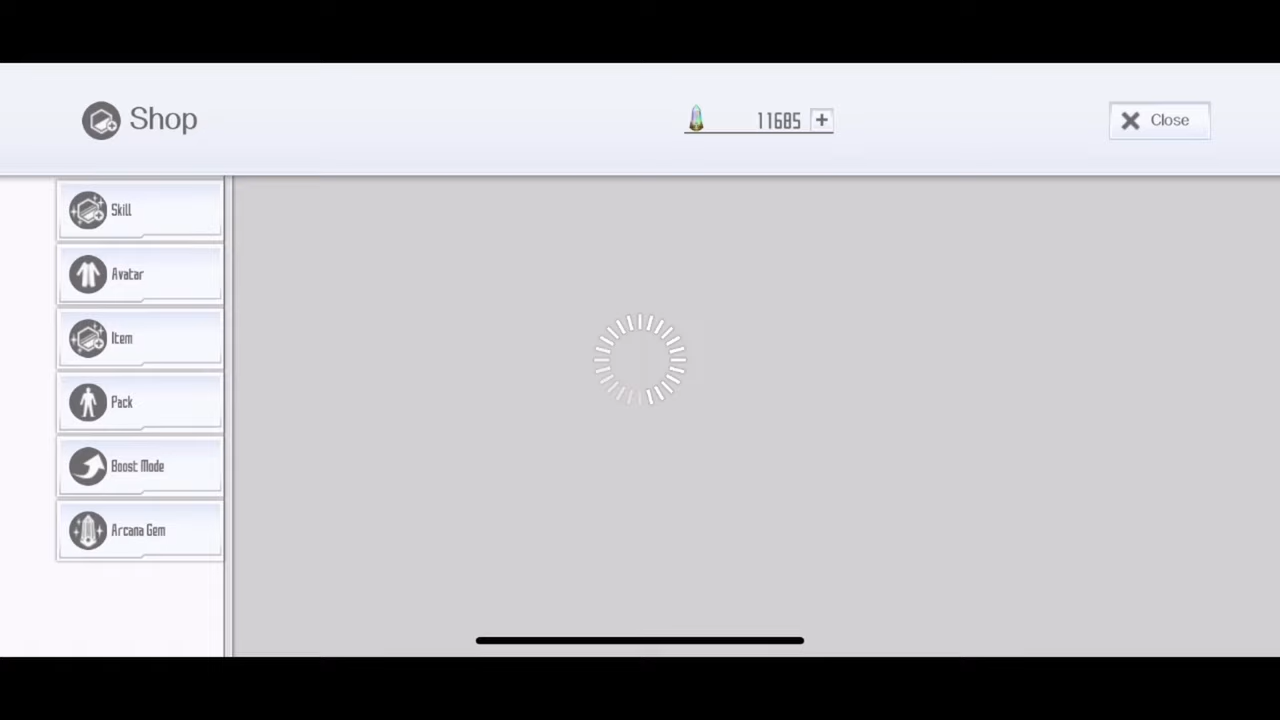 Shop
11685
Close
Skill
Avatar
Item
Pack
Boost Mode
Arcana Gem